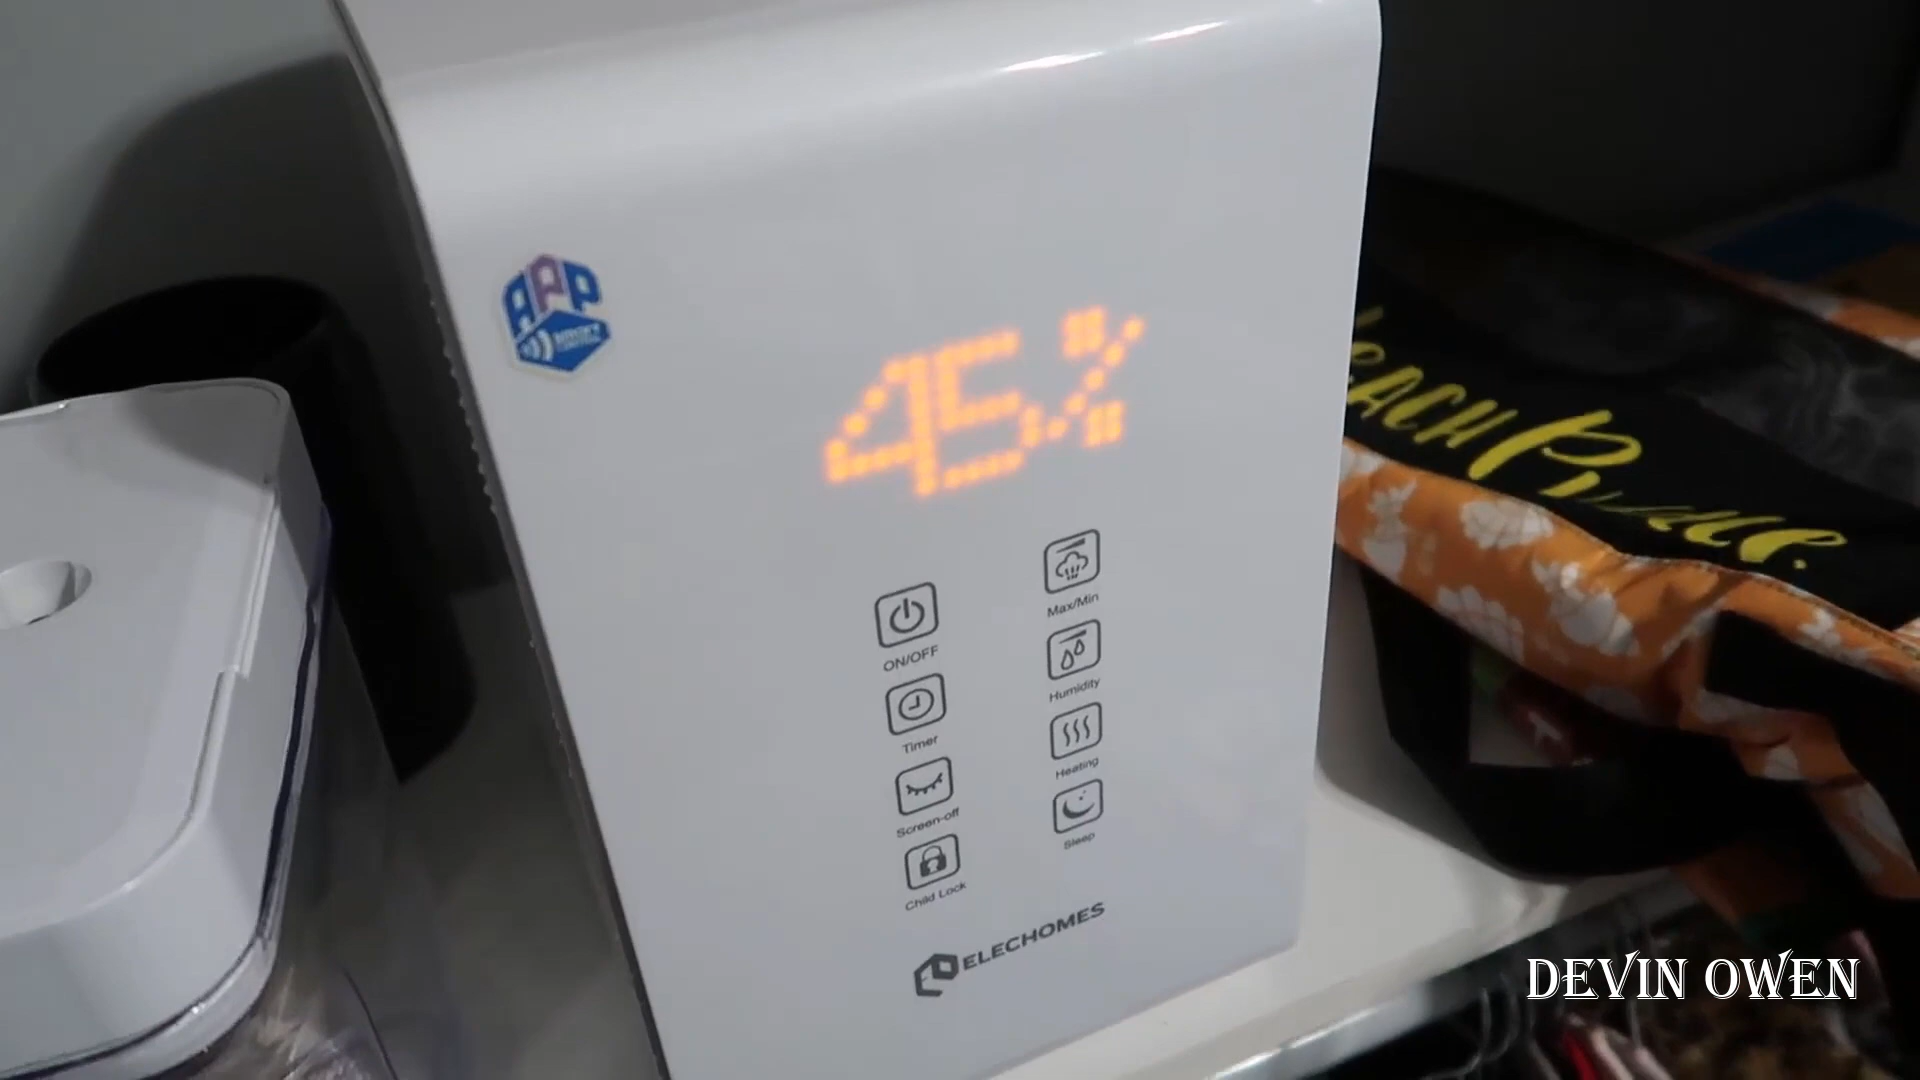 APP
45%
ON/OFF
Max/Min
Timer
Humidity
Screen-off
Heating
Child Lock
Sleep
ELECHOMES
DEVIN OWEN